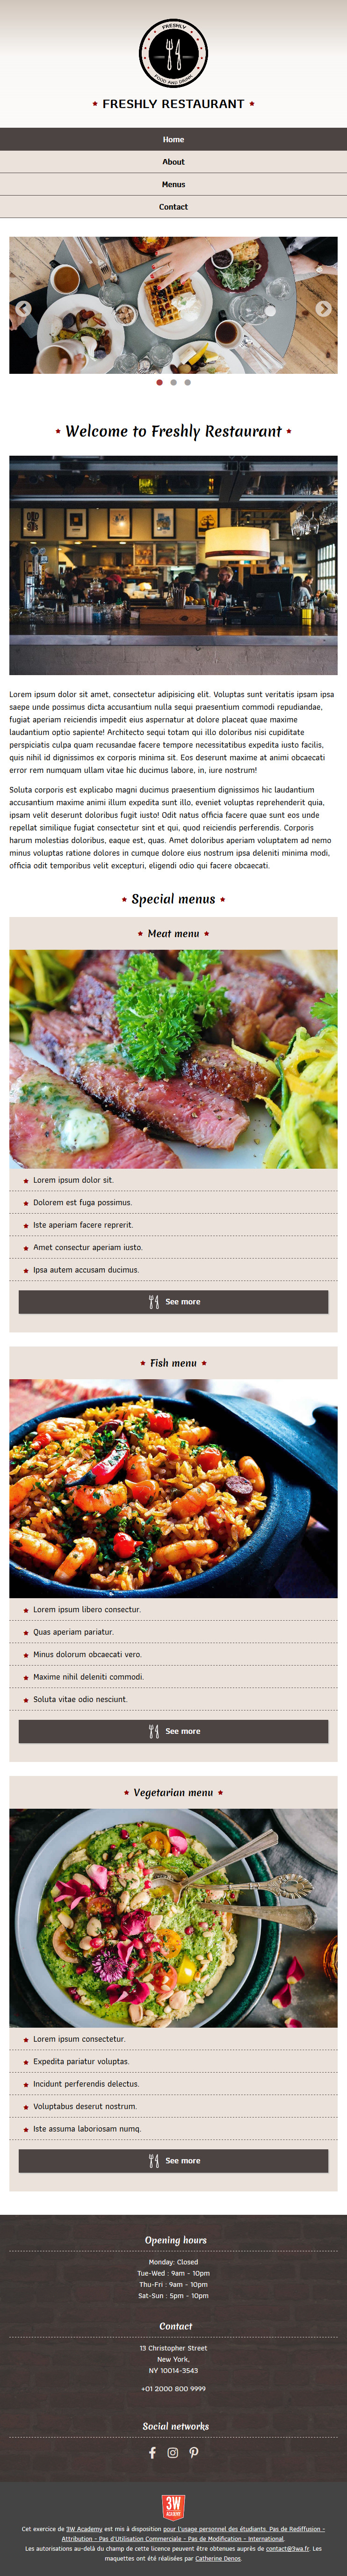 FRESHLY
FOOD AND DRINK
FRESHLY RESTAURANT
Home
About
Menus
Contact
Welcome to Freshly Restaurant
Lorem ipsum dolor sit amet, consectetur adipisicing elit. Voluptas sunt veritatis ipsam ipsa
saepe unde possimus dicta accusantium nulla sequi praesentium commodi repudiandae,
fugiat aperiam reiciendis impedit eius aspernatur at dolore placeat quae maxime
laudantium optio sapiente! Architecto sequi totam qui illo doloribus nisi cupiditate
perspiciatis culpa quam recusandae facere tempore necessitatibus expedita iusto facilis,
quis nihil id dignissimos ex corporis minima sit. Eos deserunt maxime at animi obcaecati
error rem numquam ullam vitae hic ducimus labore, in, iure nostrum!
Soluta corporis est explicabo magni ducimus praesentium dignissimos hic laudantium
accusantium maxime animi illum expedita sunt illo, eveniet voluptas reprehenderit quia,
ipsam velit deserunt doloribus fugit iusto! Odit natus officia facere quae sunt eos unde
repellat similique fugiat consectetur sint et qui, quod reiciendis perferendis. Corporis
harum molestias doloribus, eaque est, quas. Amet doloribus aperiam voluptatem ad nemo
minus voluptas ratione dolores in cumque dolore eius nostrum ipsa deleniti minima modi,
officia odit temporibus velit excepturi, eligendi odio qui facere obcaecati.
Special menus
Meat menu
Lorem ipsum dolor sit.
Dolorem est fuga possimus.
Iste aperiam facere reprerit.
Amet consectur aperiam iusto.
Ipsa autem accusam ducimus.
See more
Fish menu
Lorem ipsum libero consectur.
Quas aperiam pariatur.
Minus dolorum obcaecati vero.
Maxime nihil deleniti commodi.
Soluta vitae odio nesciunt.
See more
Vegetarian menu
Lorem ipsum consectetur.
Expedita pariatur voluptas.
Incidunt perferendis delectus.
Voluptabus deserut nostrum.
Iste assuma laboriosam numq.
See more
Opening hours
Monday: Closed
Tue-Wed : 9am - 10pm
Thu-Fri : 9am - 10pm
Sat-Sun : 5pm - 10pm
Contact
13 Christopher Street
New York,
NY 10014-3543
+01 2000 800 9999
Social networks
3W
ACADEMY
Cet exercice de 3W Academy est mis à disposition pour l'usage personnel des étudiants. Pas de Rediffusion -
Attribution - Pas d'Utilisation Commerciale - Pas de Modification - International.
Les autorisations au-delà du champ de cette licence peuvent être obtenues auprès de contact@3wa.fr. Les
maquettes ont été réalisées par Catherine Denos.